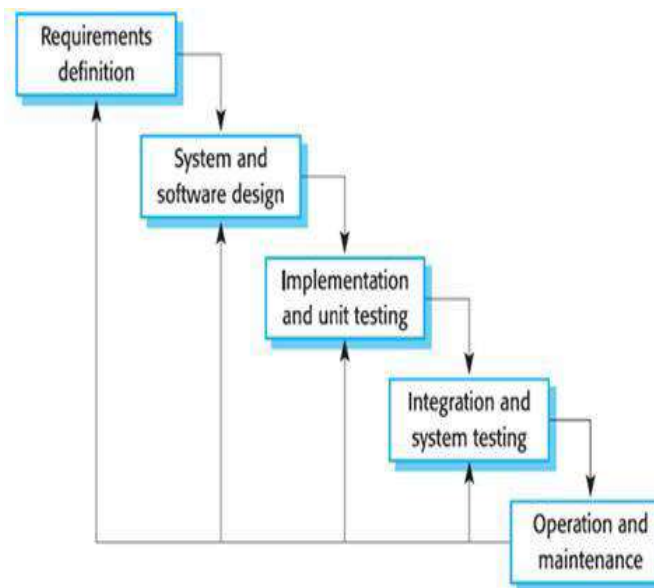 Requirements
definition
System and
software design
Implementation
and unit testing
Integration and
system testing
Operation and
maintenance